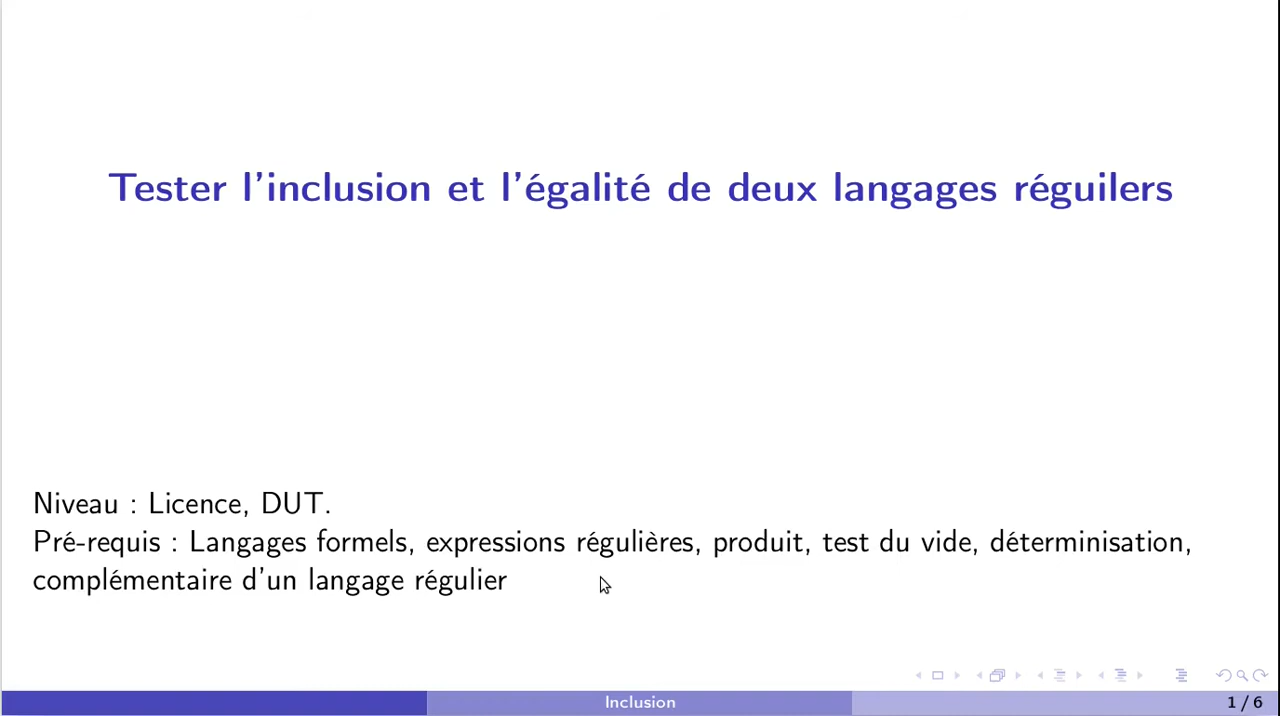 Tester l'inclusion et l'égalité de deux langages réguilers
Niveau : Licence, DUT.
Pré-requis : Langages formels, expressions régulières, produit, test du vide, déterminisation,
complémentaire d'un langage régulier
Inclusion
1 / 6